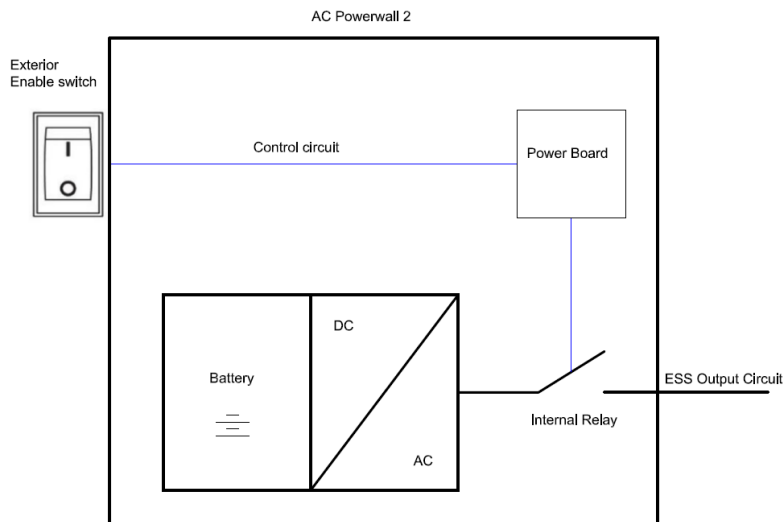 AC Powerwall 2
Exterior
Enable switch
Control circuit
Power Board
DC
Battery
ESS Output Circuit
Internal Relay
AC